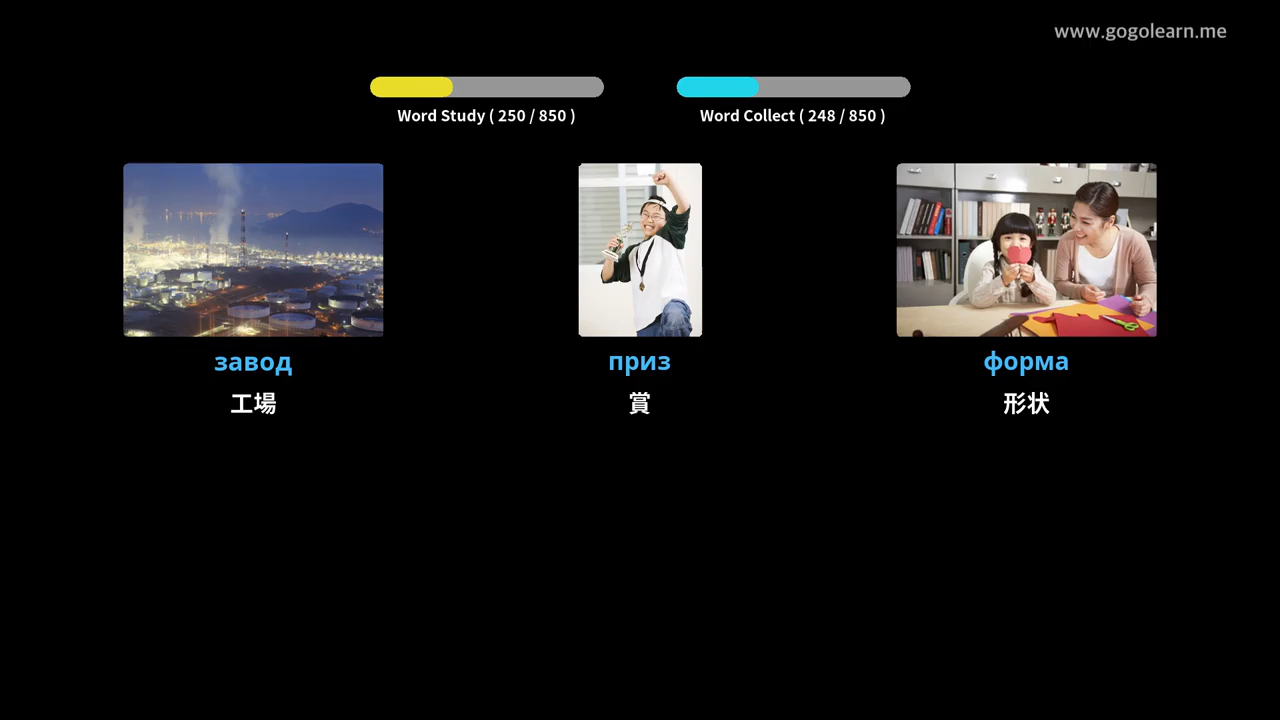 www.gogolearn.me
Word Study ( 250 / 850 )
Word Collect ( 248 / 850 )
завод
приз
форма
工場
賞
形状